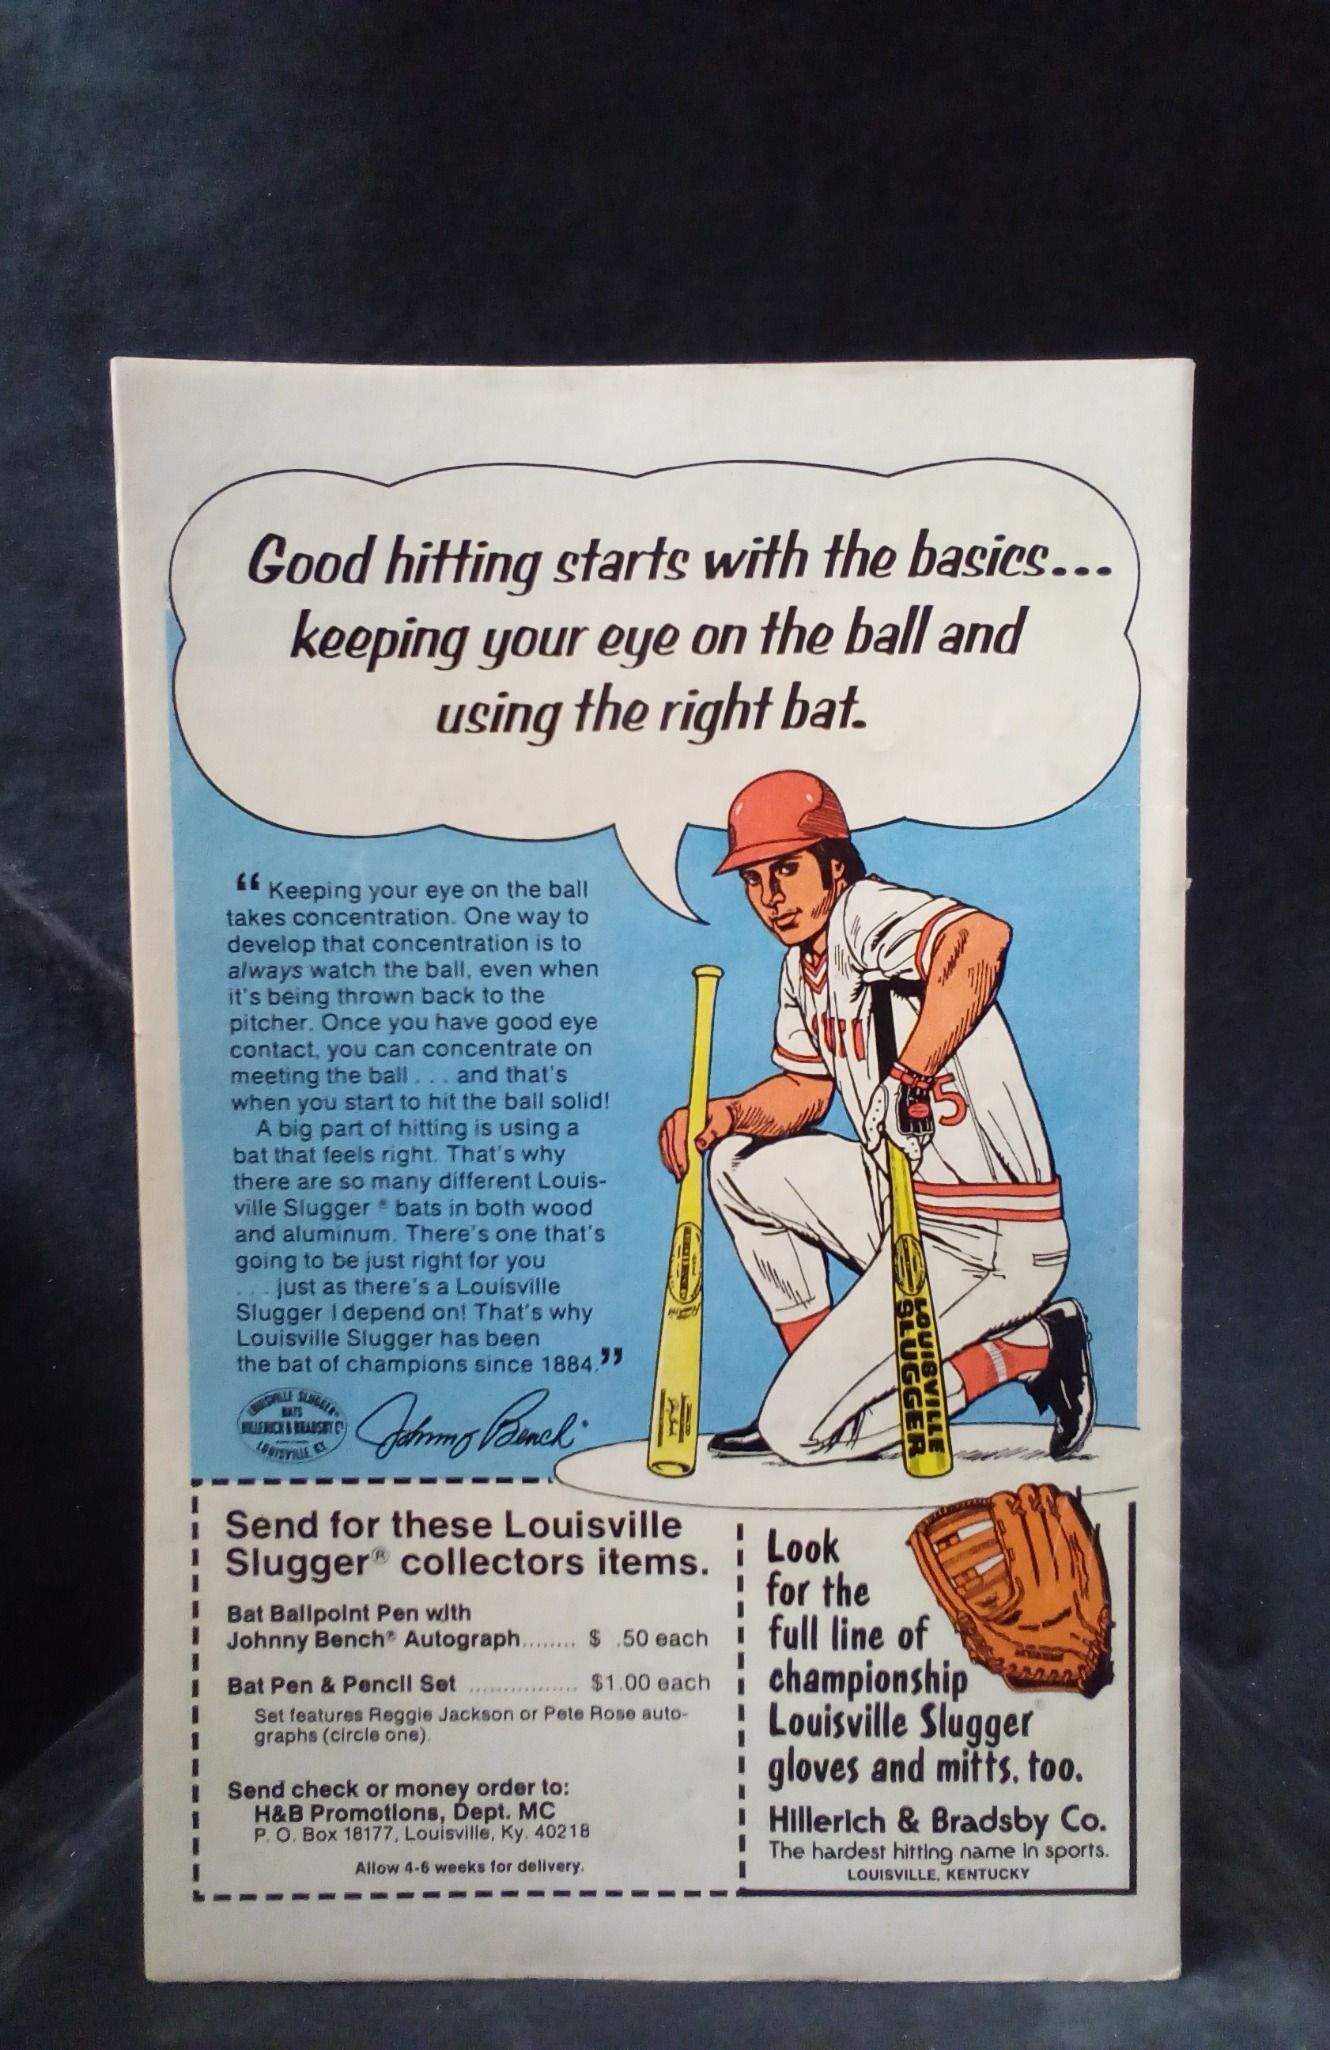 Good hitting starts with the basics...
keeping your eye on the ball and
using the right bat.
“Keeping your eye on the ball
takes concentration. One way to
develop that concentration is to
always watch the ball, even when
it's being thrown back to the
pitcher. Once you have good eye
contact, you can concentrate on
meeting the ball . . . and that's
when you start to hit the ball solid!
A big part of hitting is using a
bat that feels right. That's why
there are so many different Louis-
ville Slugger® bats in both wood
and aluminum. There's one that's
going to be just right for you
. . . just as there's a Louisville
Slugger I depend on! That's why
Louisville Slugger has been
the bat of champions since 1884.”
LOUISVILLE SLUGGER®
BATS
HILLERICH & BRADSBY Co
LOUISVILLE KY
Johnny Bench
5
LOUISVILLE
SLUGGER
Send for these Louisville
Slugger® collectors items.
Bat Ballpoint Pen with
Johnny Bench® Autograph........ $ .50 each
Bat Pen & Pencil Set ................. $1.00 each
Set features Reggie Jackson or Pete Rose auto-
graphs (circle one).
Send check or money order to:
H&B Promotions, Dept. MC
P. O. Box 18177, Louisville, Ky. 40218
Allow 4-6 weeks for delivery.
Look
for the
full line of
championship
Louisville Slugger®
gloves and mitts, too.
Hillerich & Bradsby Co.
The hardest hitting name in sports.
LOUISVILLE, KENTUCKY